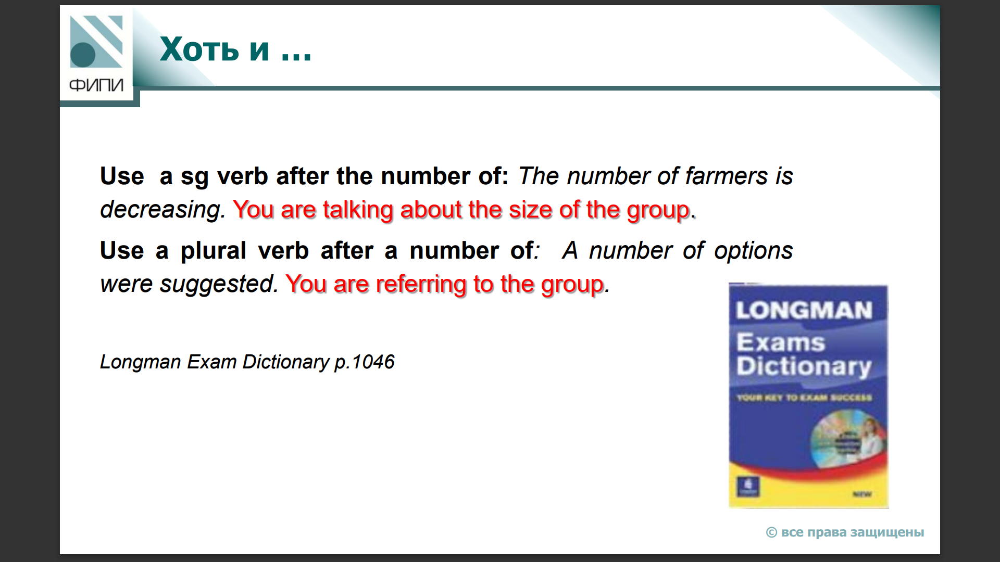 ФИПИ
Хоть и ...
Use a sg verb after the number of: The number of farmers is
decreasing. You are talking about the size of the group.
Use a plural verb after a number of: A number of options
were suggested. You are referring to the group.
Longman Exam Dictionary p.1046
LONGMAN
Exams
Dictionary
YOUR KEY TO EXAM SUCCESS
NEW
© все права защищены